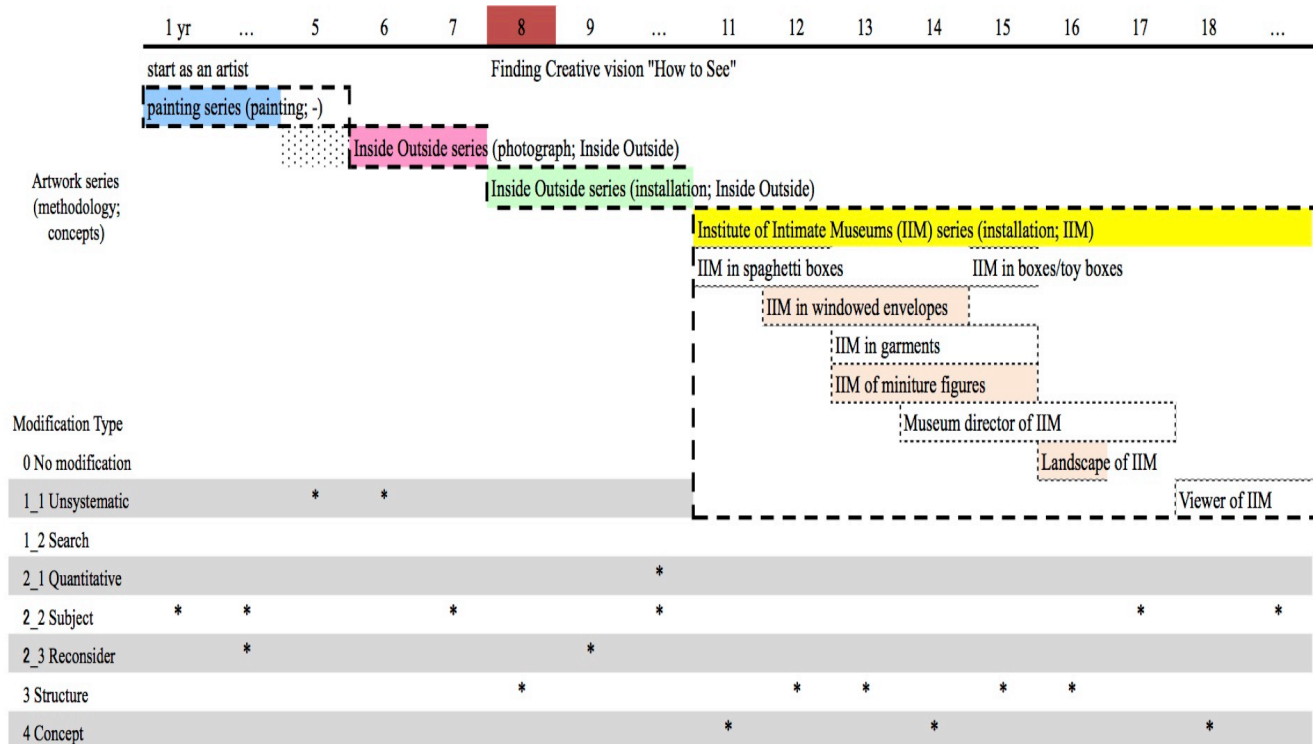 1 yr ... 5 6 7 8 9 ... 11 12 13 14 15 16 17 18 ...
start as an artist Finding Creative vision "How to See"
painting series (painting; -)
Inside Outside series (photograph; Inside Outside)
Artwork series
(methodology;
concepts)
Inside Outside series (installation; Inside Outside)
Institute of Intimate Museums (IIM) series (installation; IIM)
IIM in spaghetti boxes IIM in boxes/toy boxes
IIM in windowed envelopes
IIM in garments
IIM of miniture figures
Modification Type Museum director of IIM
0 No modification Landscape of IIM
1_1 Unsystematic * * Viewer of IIM
1_2 Search
2_1 Quantitative *
2_2 Subject * * * * * *
2_3 Reconsider * *
3 Structure * * * * *
4 Concept * * *